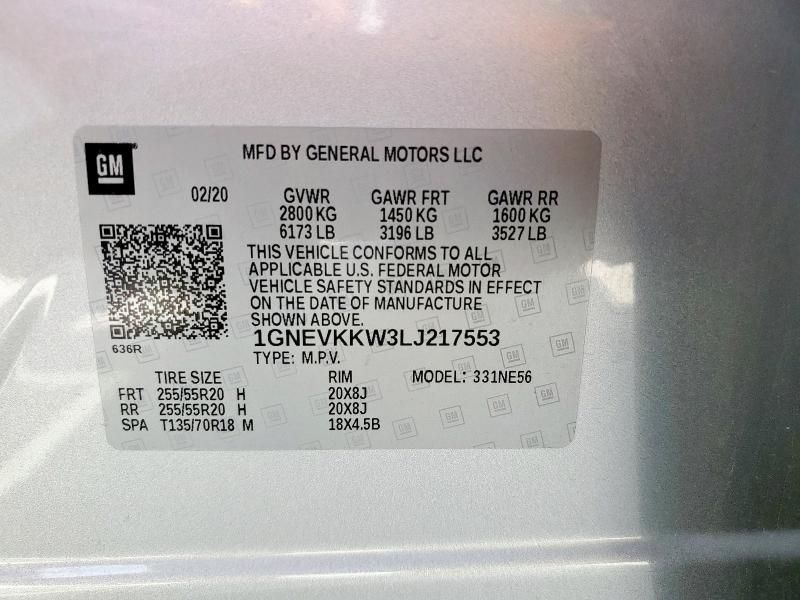 GM
MFD BY GENERAL MOTORS LLC
02/20 GVWR GAWR FRT GAWR RR
2800 KG 1450 KG 1600 KG
6173 LB 3196 LB 3527 LB
THIS VEHICLE CONFORMS TO ALL
APPLICABLE U.S. FEDERAL MOTOR
VEHICLE SAFETY STANDARDS IN EFFECT
ON THE DATE OF MANUFACTURE
SHOWN ABOVE.
636R
1GNEVKKW3LJ217553
TYPE: M.P.V.
TIRE SIZE RIM MODEL: 331NE56
FRT 255/55R20 H 20X8J
RR 255/55R20 H 20X8J
SPA T135/70R18 M 18X4.5B